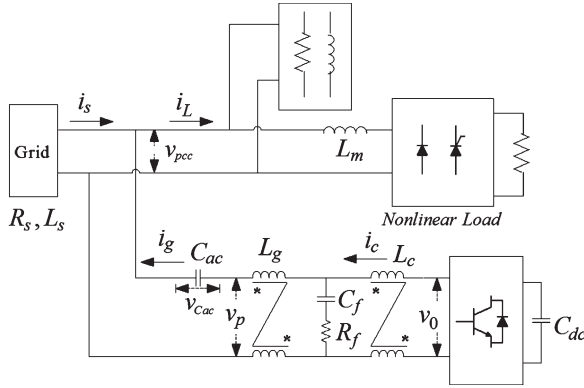 i_s
i_L
Grid
v_pcc
L_m
R_s, L_s
Nonlinear Load
i_g
C_ac
L_g
i_c
L_c
v_Cac
*
*
v_p
C_f
R_f
v_0
*
*
C_dc